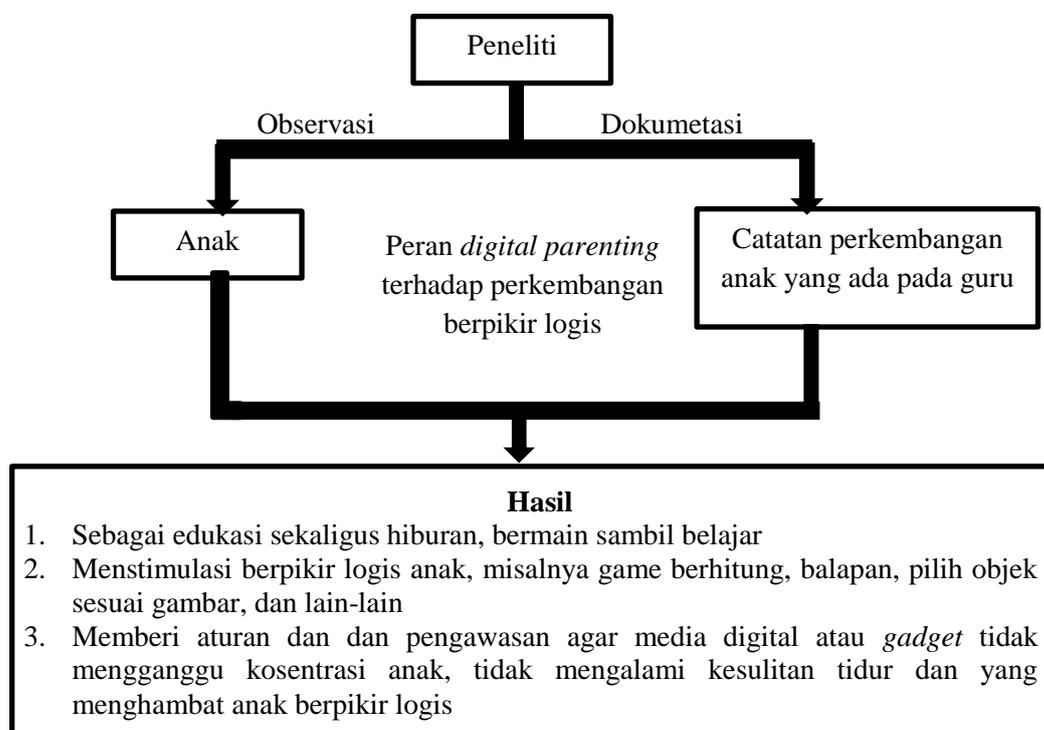 Peneliti
Observasi
Dokumetasi
Anak
Peran digital parenting
terhadap perkembangan
berpikir logis
Catatan perkembangan
anak yang ada pada guru
Hasil
1. Sebagai edukasi sekaligus hiburan, bermain sambil belajar
2. Menstimulasi berpikir logis anak, misalnya game berhitung, balapan, pilih objek
sesuai gambar, dan lain-lain
3. Memberi aturan dan dan pengawasan agar media digital atau gadget tidak
mengganggu kosentrasi anak, tidak mengalami kesulitan tidur dan yang
menghambat anak berpikir logis